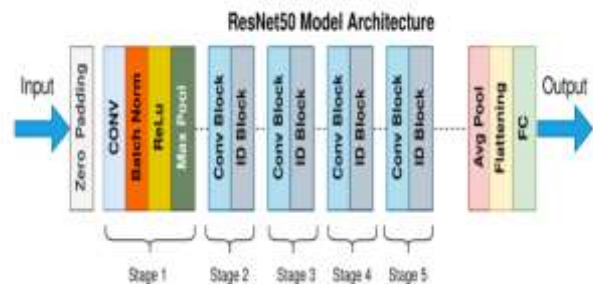 ResNet50 Model Architecture
Input
Zero Padding
CONV
Batch Norm
ReLu
Max Pool
Conv Block
ID Block
Conv Block
ID Block
Conv Block
ID Block
Conv Block
ID Block
Avg Pool
Flattening
FC
Output
Stage 1
Stage 2
Stage 3
Stage 4
Stage 5